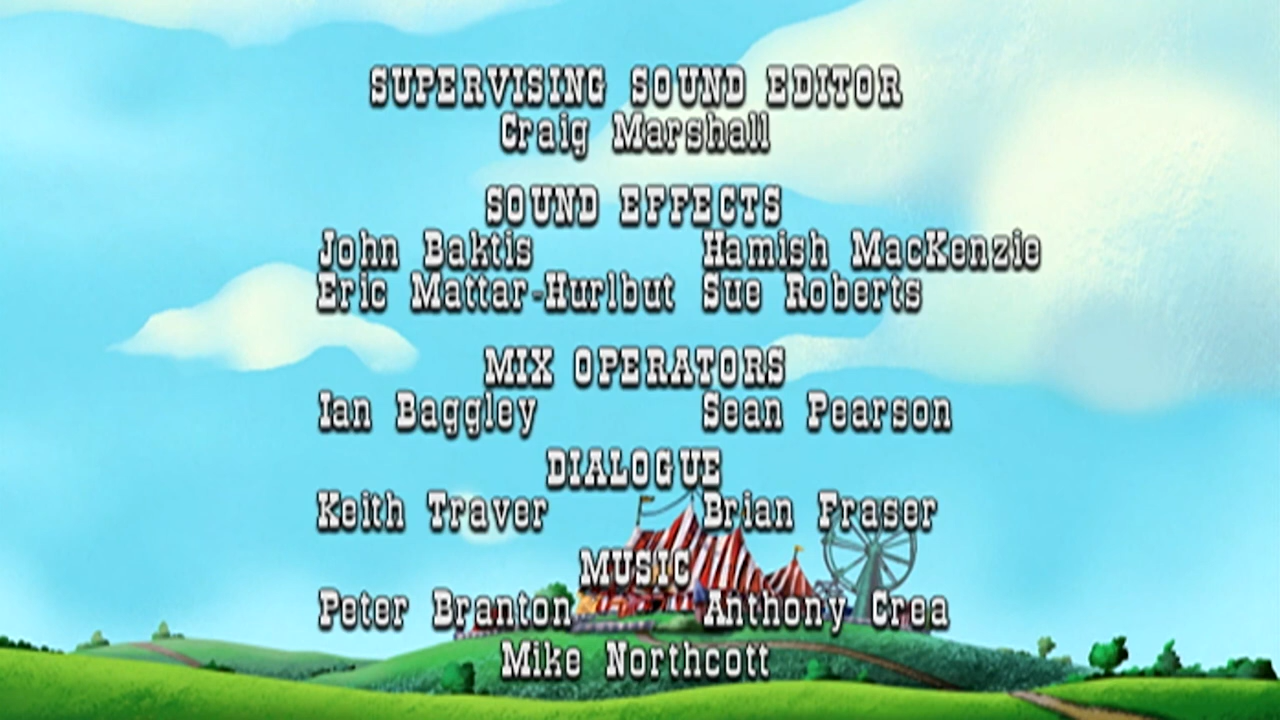 SUPERVISING SOUND EDITOR
Craig Marshall
SOUND EFFECTS
John Baktis Hamish MacKenzie
Eric Mattar-Hurlbut Sue Roberts
MIX OPERATORS
Ian Baggley Sean Pearson
DIALOGUE
Keith Traver Brian Fraser
MUSIC
Peter Branton Anthony Crea
Mike Northcott